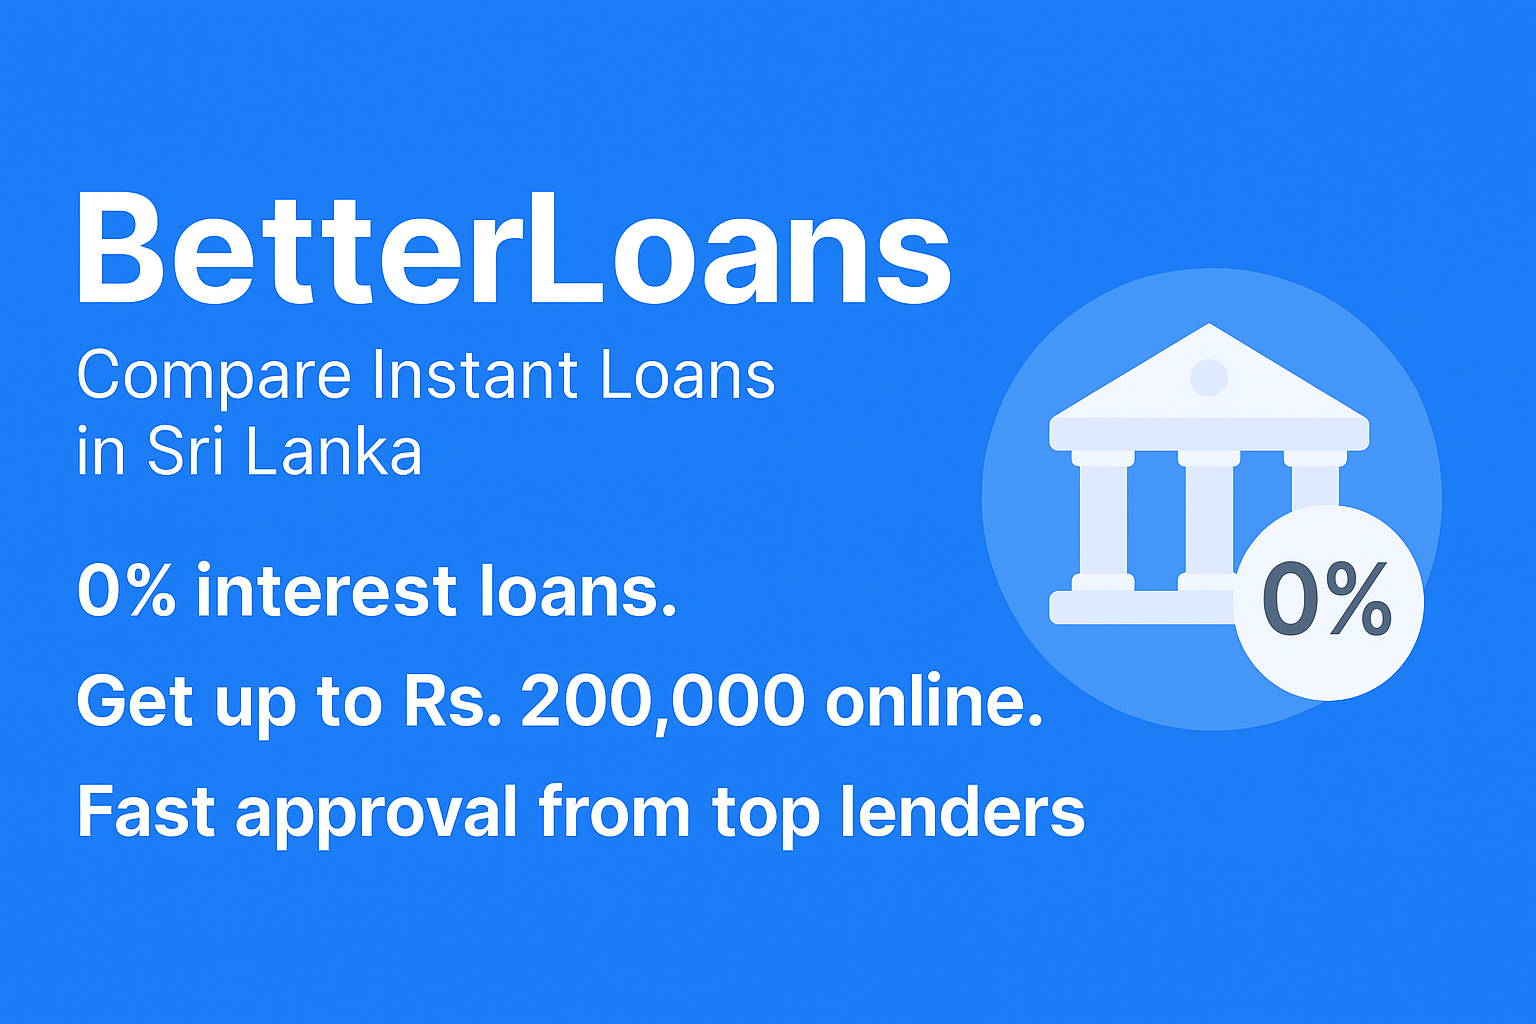 BetterLoans
Compare Instant Loans
in Sri Lanka
0% interest loans.
Get up to Rs. 200,000 online.
Fast approval from top lenders
0%